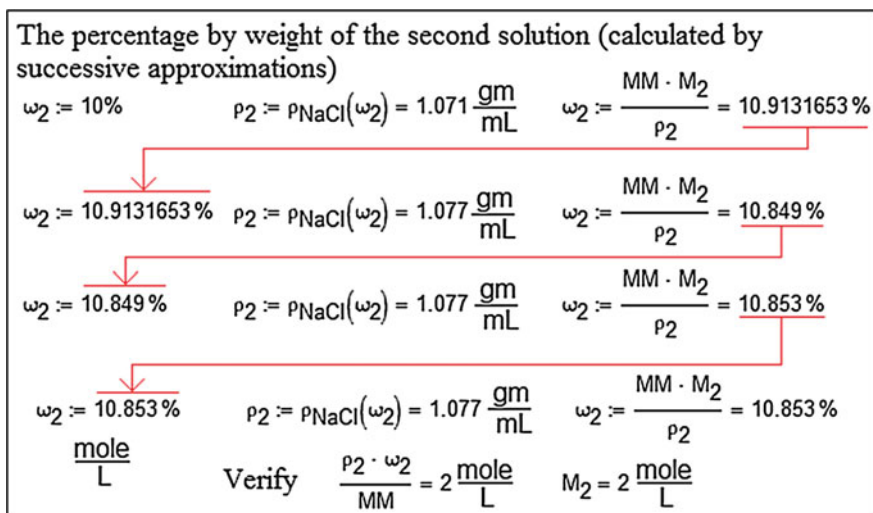 The percentage by weight of the second solution (calculated by
successive approximations)
ω2 := 10% ρ2 := ρNaCl(ω2) = 1.071 gm/mL ω2 := MM · M2/ρ2 = 10.9131653 %
ω2 := 10.9131653 % ρ2 := ρNaCl(ω2) = 1.077 gm/mL ω2 := MM · M2/ρ2 = 10.849 %
ω2 := 10.849 % ρ2 := ρNaCl(ω2) = 1.077 gm/mL ω2 := MM · M2/ρ2 = 10.853 %
ω2 := 10.853 % ρ2 := ρNaCl(ω2) = 1.077 gm/mL ω2 := MM · M2/ρ2 = 10.853 %
mole/L Verify ρ2 · ω2/MM = 2 mole/L M2 = 2 mole/L